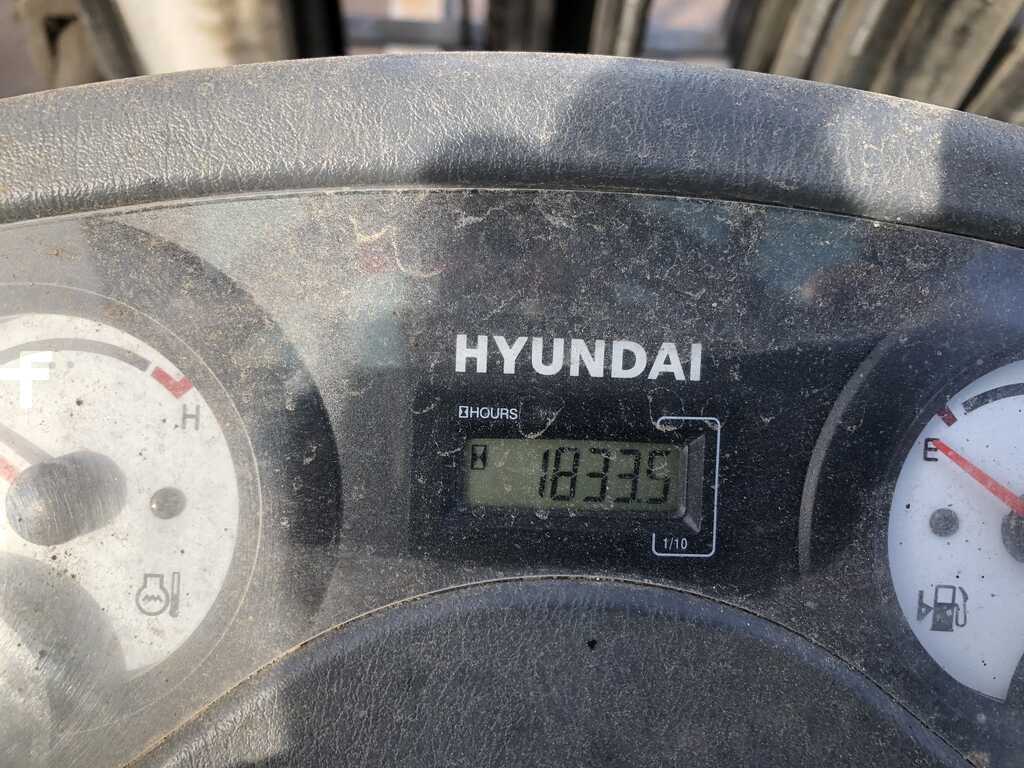 HYUNDAI
HOURS
1833.5
1/10
H
E